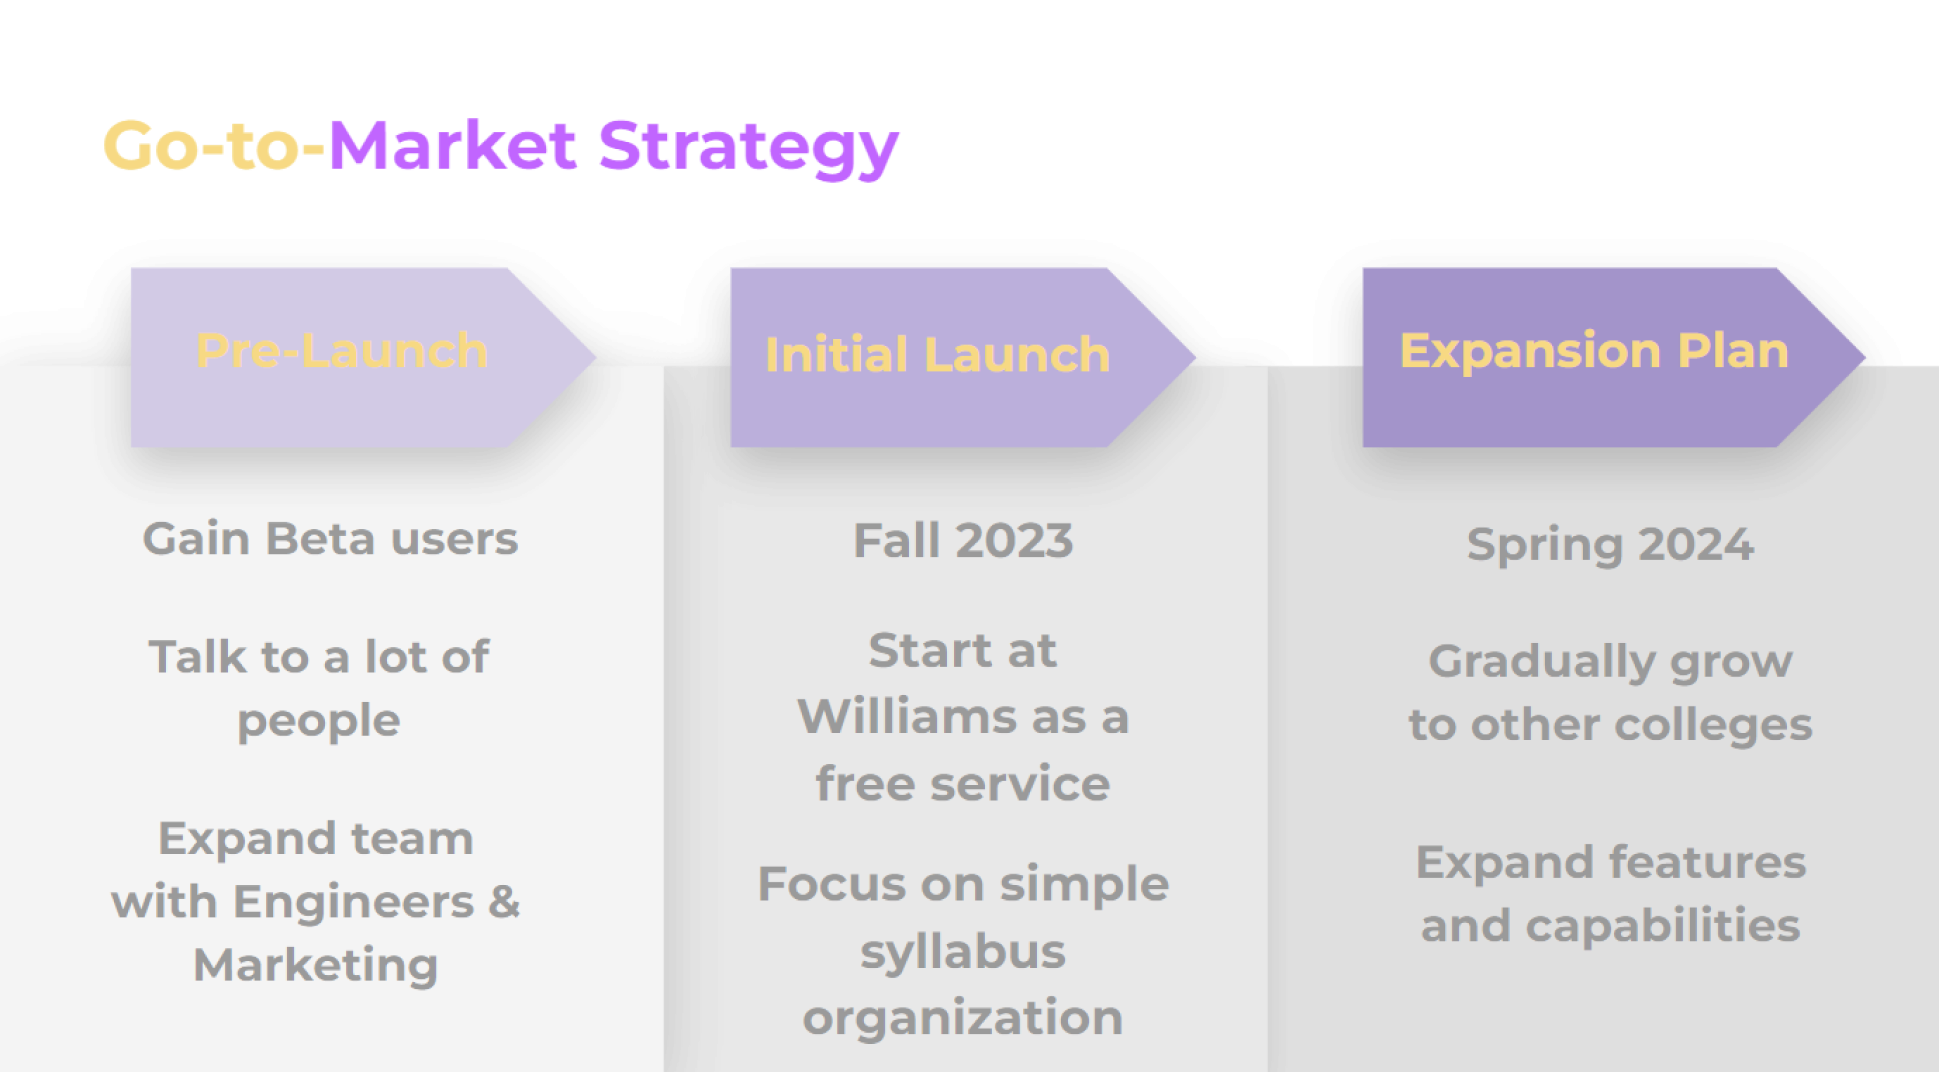 Go-to-Market Strategy
Pre-Launch
Gain Beta users
Talk to a lot of
people
Expand team
with Engineers &
Marketing
Initial Launch
Fall 2023
Start at
Williams as a
free service
Focus on simple
syllabus
organization
Expansion Plan
Spring 2024
Gradually grow
to other colleges
Expand features
and capabilities